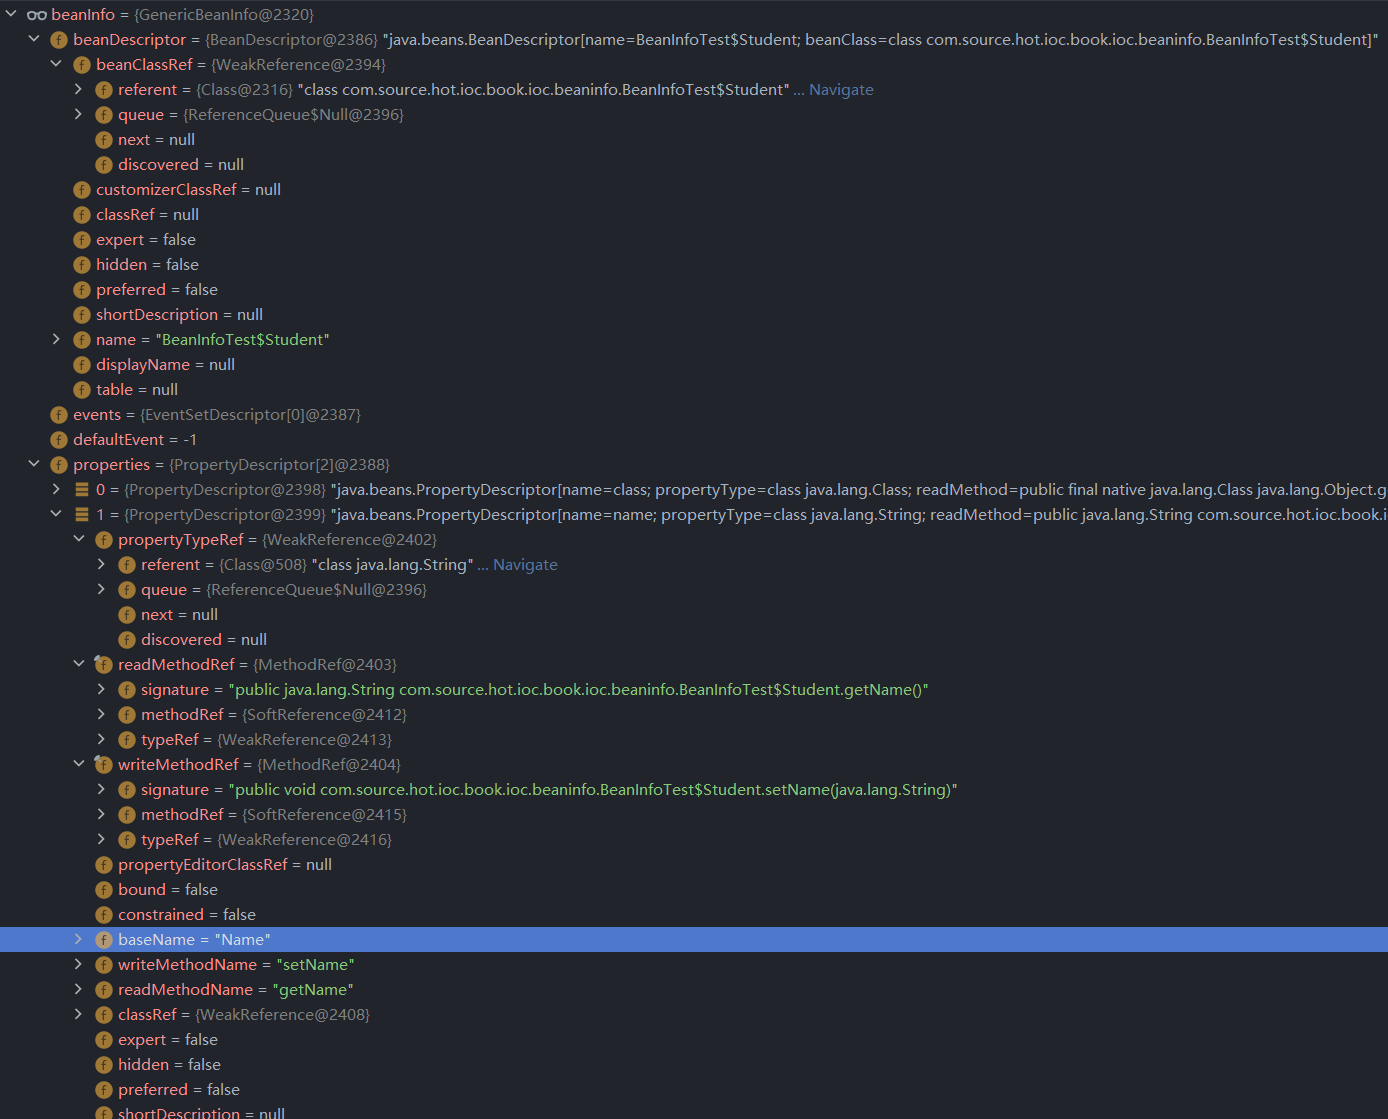 beanInfo = {GenericBeanInfo@2320}
beanDescriptor = {BeanDescriptor@2386} "java.beans.BeanDescriptor[name=BeanInfoTest$Student; beanClass=class com.source.hot.ioc.book.ioc.beaninfo.BeanInfoTest$Student]"
beanClassRef = {WeakReference@2394}
referent = {Class@2316} "class com.source.hot.ioc.book.ioc.beaninfo.BeanInfoTest$Student" ... Navigate
queue = {ReferenceQueue$Null@2396}
next = null
discovered = null
customizerClassRef = null
classRef = null
expert = false
hidden = false
preferred = false
shortDescription = null
name = "BeanInfoTest$Student"
displayName = null
table = null
events = {EventSetDescriptor[0]@2387}
defaultEvent = -1
properties = {PropertyDescriptor[2]@2388}
0 = {PropertyDescriptor@2398} "java.beans.PropertyDescriptor[name=class; propertyType=class java.lang.Class; readMethod=public final native java.lang.Class java.lang.Object.g
1 = {PropertyDescriptor@2399} "java.beans.PropertyDescriptor[name=name; propertyType=class java.lang.String; readMethod=public java.lang.String com.source.hot.ioc.book.i
propertyTypeRef = {WeakReference@2402}
referent = {Class@508} "class java.lang.String" ... Navigate
queue = {ReferenceQueue$Null@2396}
next = null
discovered = null
readMethodRef = {MethodRef@2403}
signature = "public java.lang.String com.source.hot.ioc.book.ioc.beaninfo.BeanInfoTest$Student.getName()"
methodRef = {SoftReference@2412}
typeRef = {WeakReference@2413}
writeMethodRef = {MethodRef@2404}
signature = "public void com.source.hot.ioc.book.ioc.beaninfo.BeanInfoTest$Student.setName(java.lang.String)"
methodRef = {SoftReference@2415}
typeRef = {WeakReference@2416}
propertyEditorClassRef = null
bound = false
constrained = false
baseName = "Name"
writeMethodName = "setName"
readMethodName = "getName"
classRef = {WeakReference@2408}
expert = false
hidden = false
preferred = false
shortDescription = null